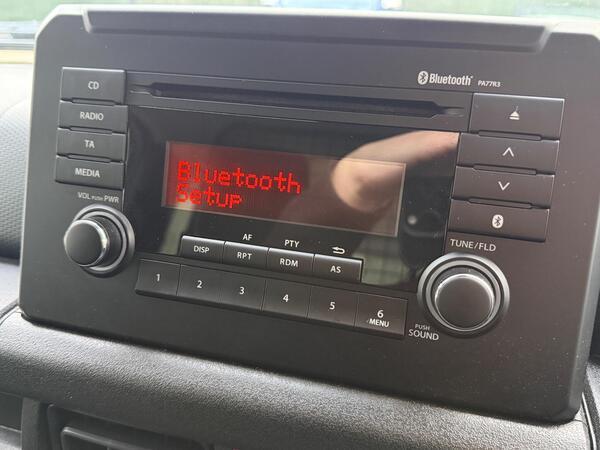 Bluetooth® PA77R3
CD
RADIO
TA
MEDIA
VOL PUSH PWR
Bluetooth
Setup
AF PTY
DISP RPT RDM AS
1 2 3 4 5 6
MENU
TUNE/FLD
PUSH
SOUND